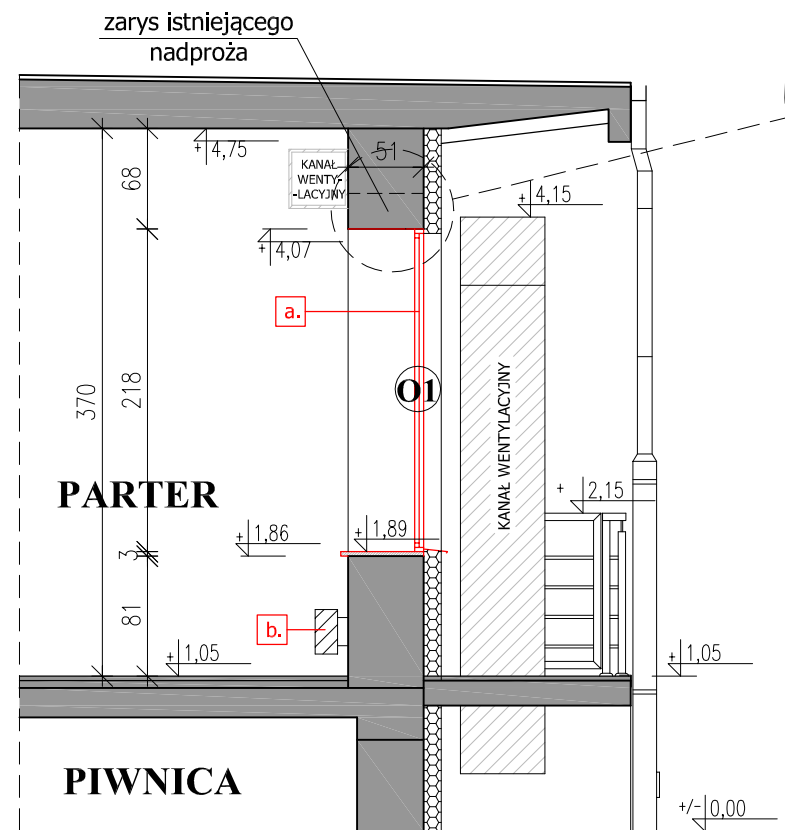 zarys istniejącego
nadproża
+ 4,75
KANAŁ
WENTY-
-LACYJNY
51
68
+ 4,15
+ 4,07
a.
370
218
O1
KANAŁ WENTYLACYJNY
PARTER
+ 2,15
+ 1,86
+ 1,89
3
81
b.
+ 1,05
+ 1,05
PIWNICA
+/- 0,00